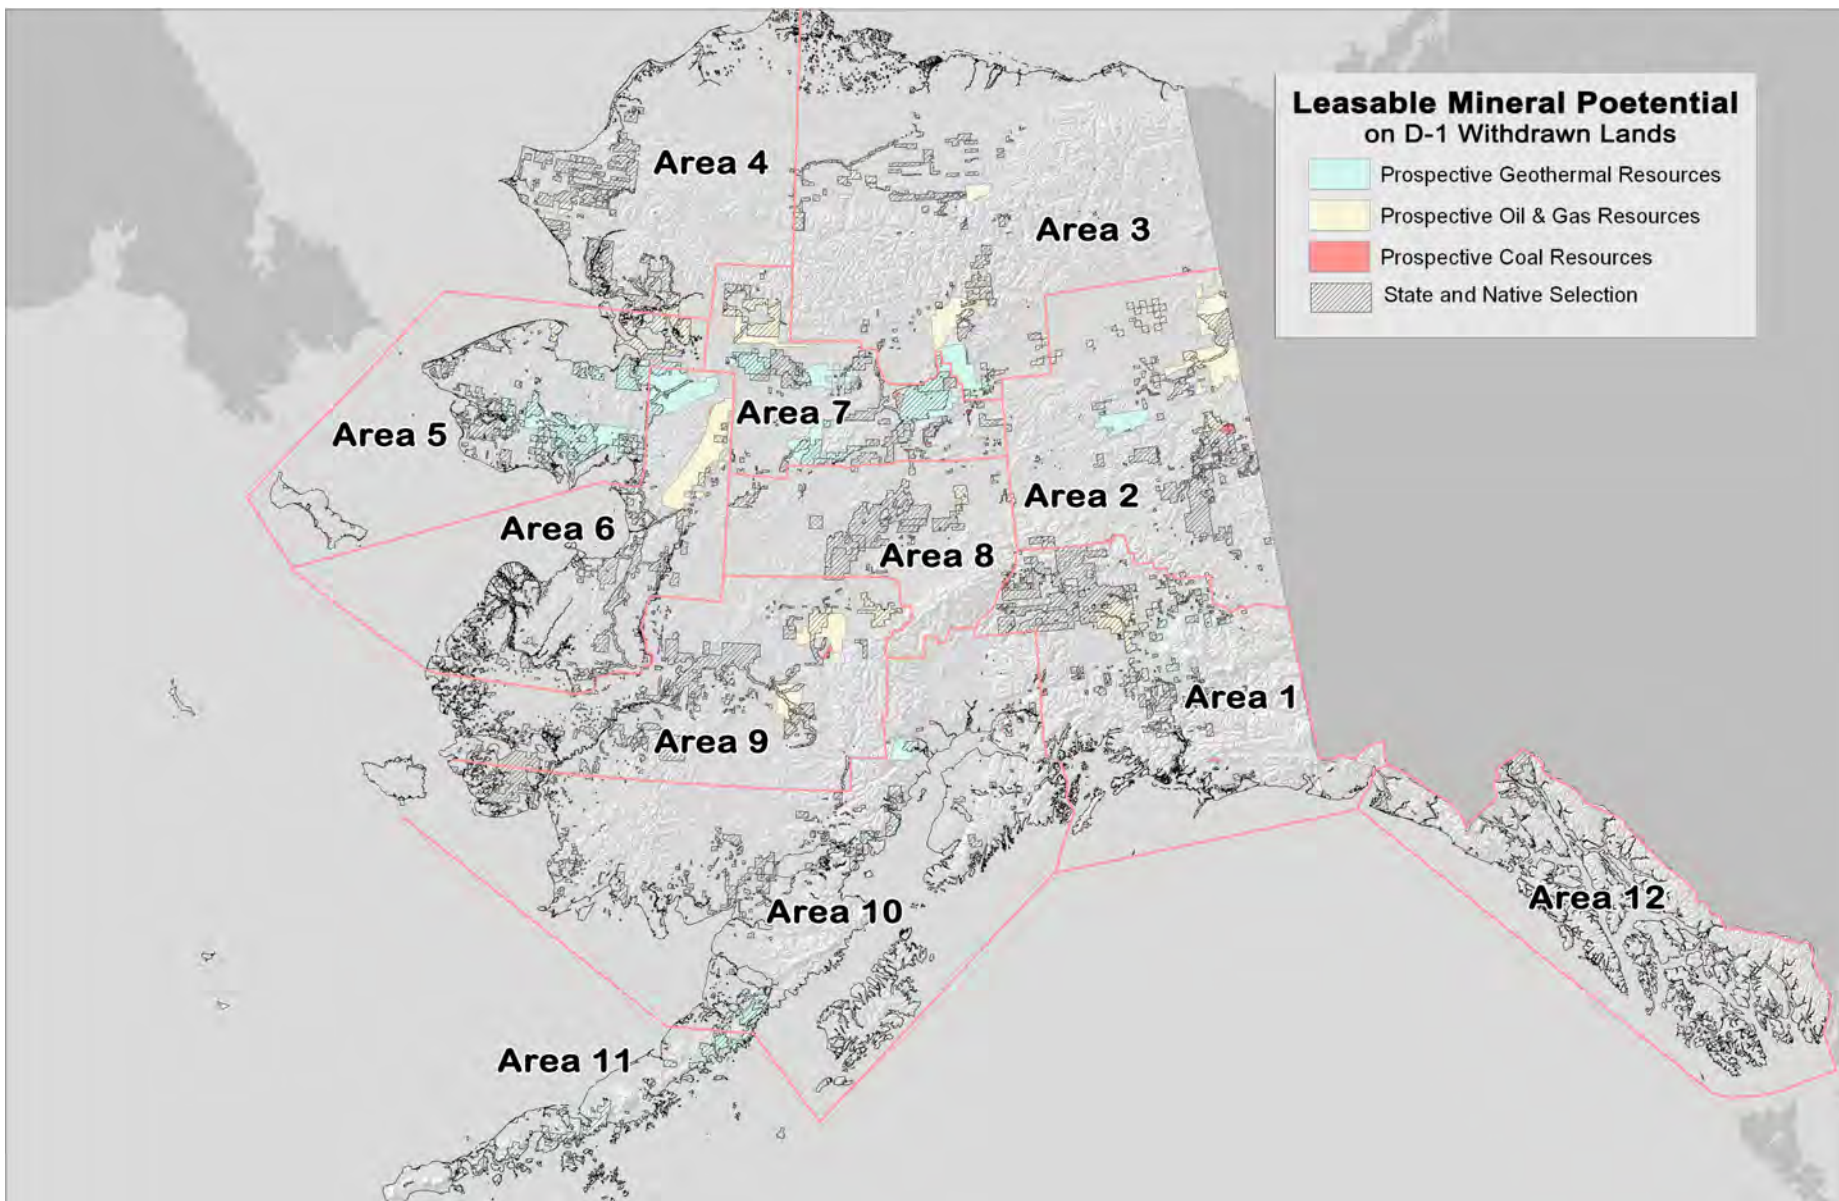 Leasable Mineral Poetential
on D-1 Withdrawn Lands
Prospective Geothermal Resources
Prospective Oil & Gas Resources
Prospective Coal Resources
State and Native Selection
Area 4
Area 3
Area 7
Area 5
Area 2
Area 6
Area 8
Area 1
Area 9
Area 12
Area 10
Area 11